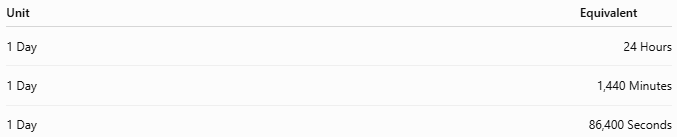 Unit Equivalent
1 Day 24 Hours
1 Day 1,440 Minutes
1 Day 86,400 Seconds